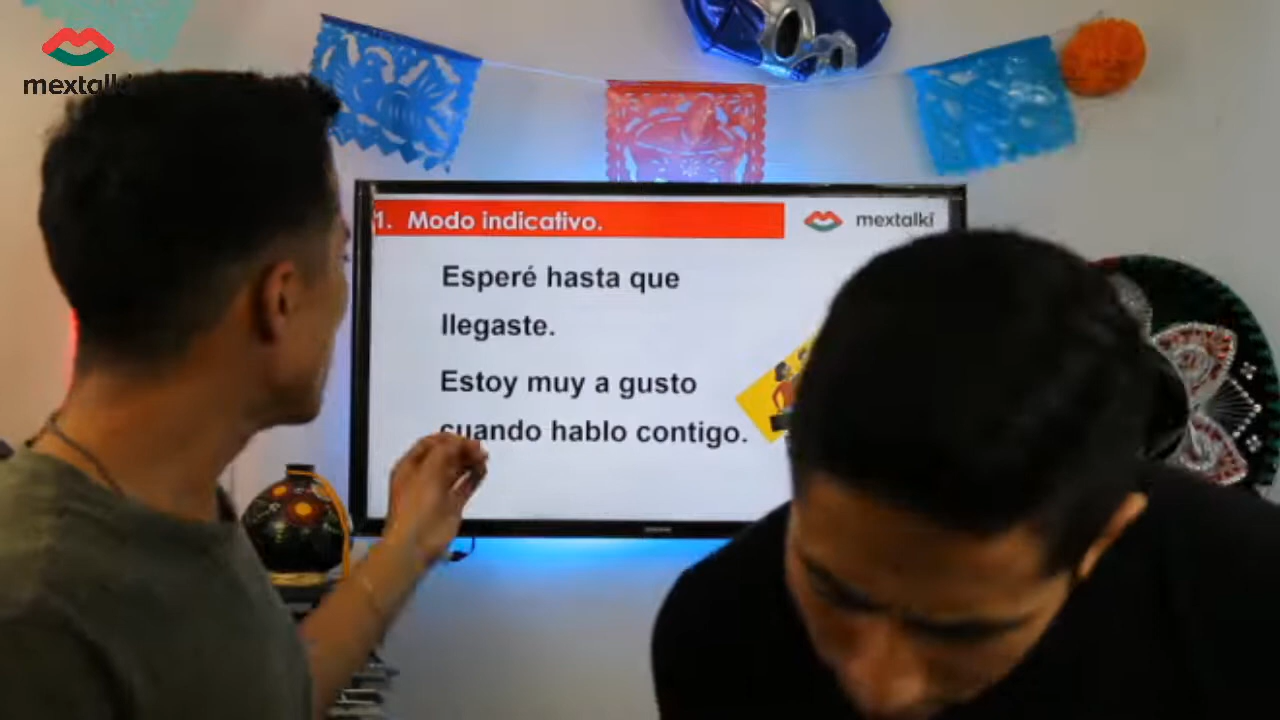 mextalki
1. Modo indicativo.
mextalki
Esperé hasta que
llegaste.
Estoy muy a gusto
cuando hablo contigo.